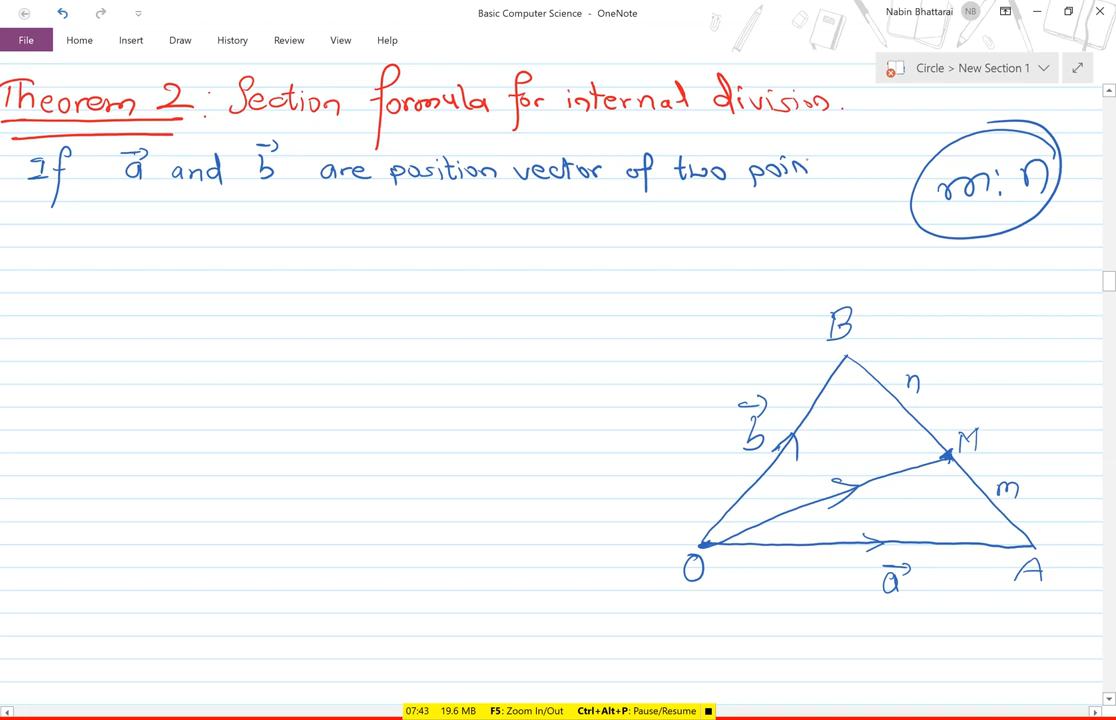 Basic Computer Science - OneNote
Nabin Bhattarai NB
File Home Insert Draw History Review View Help
Circle > New Section 1
Theorem 2 : Section formula for internal division.
If a⃗ and b⃗ are position vector of two poin
m:n
B
n
b⃗
M
m
O
a⃗
A
07:43 19.6 MB F5: Zoom In/Out Ctrl+Alt+P: Pause/Resume